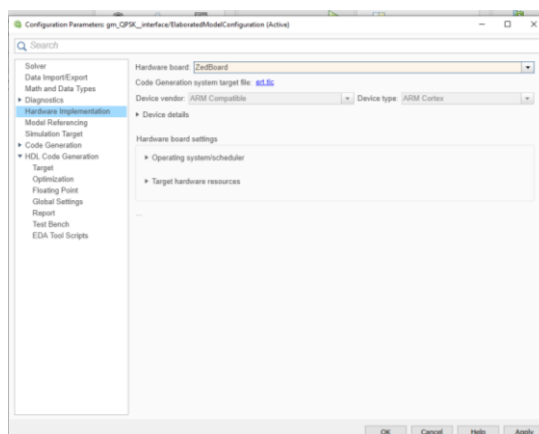 Configuration Parameters: gm_QPSK_interface/ElaboratedModelConfiguration (Active)
Search
Solver
Data Import/Export
Math and Data Types
Diagnostics
Hardware Implementation
Model Referencing
Simulation Target
Code Generation
HDL Code Generation
Target
Optimization
Floating Point
Global Settings
Report
Test Bench
EDA Tool Scripts
Hardware board: ZedBoard
Code Generation system target file: ert.tlc
Device vendor: ARM Compatible Device type: ARM Cortex
Device details
Hardware board settings
Operating system/scheduler
Target hardware resources
...
OK Cancel Help Apply